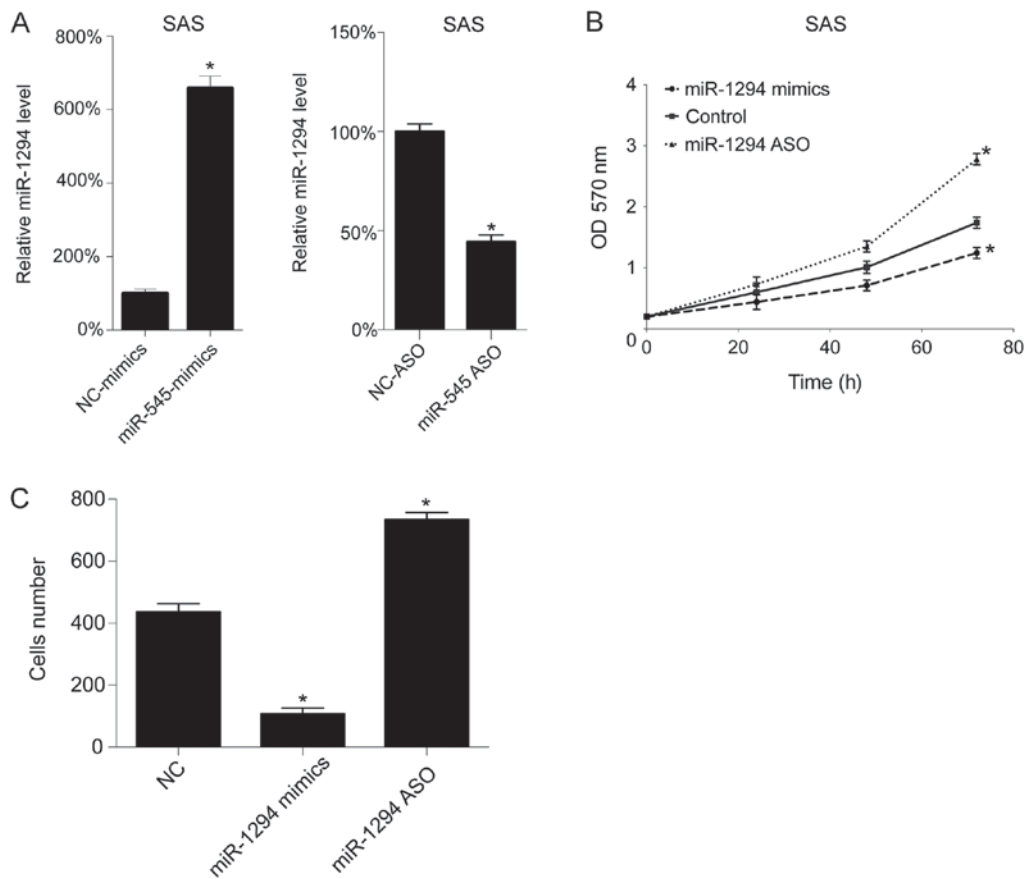 A
SAS
Relative miR-1294 level
800%
600%
400%
200%
0%
*
NC-mimics
miR-545-mimics
SAS
Relative miR-1294 level
150%
100%
50%
0%
*
NC-ASO
miR-545 ASO
B
SAS
OD 570 nm
4
3
2
1
0
miR-1294 mimics
Control
miR-1294 ASO
*
*
0
20
40
60
80
Time (h)
C
Cells number
800
600
400
200
0
*
*
NC
miR-1294 mimics
miR-1294 ASO